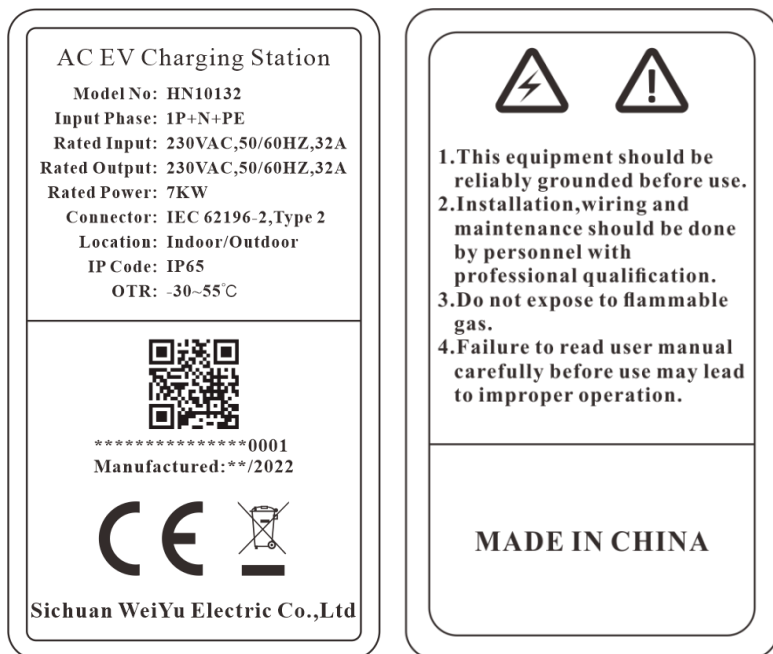 AC EV Charging Station
Model No: HN10132
Input Phase: 1P+N+PE
Rated Input: 230VAC,50/60HZ,32A
Rated Output: 230VAC,50/60HZ,32A
Rated Power: 7KW
Connector: IEC 62196-2,Type 2
Location: Indoor/Outdoor
IP Code: IP65
OTR: -30~55℃
***************0001
Manufactured:**/2022
CE
Sichuan WeiYu Electric Co.,Ltd
1.This equipment should be
reliably grounded before use.
2.Installation,wiring and
maintenance should be done
by personnel with
professional qualification.
3.Do not expose to flammable
gas.
4.Failure to read user manual
carefully before use may lead
to improper operation.
MADE IN CHINA